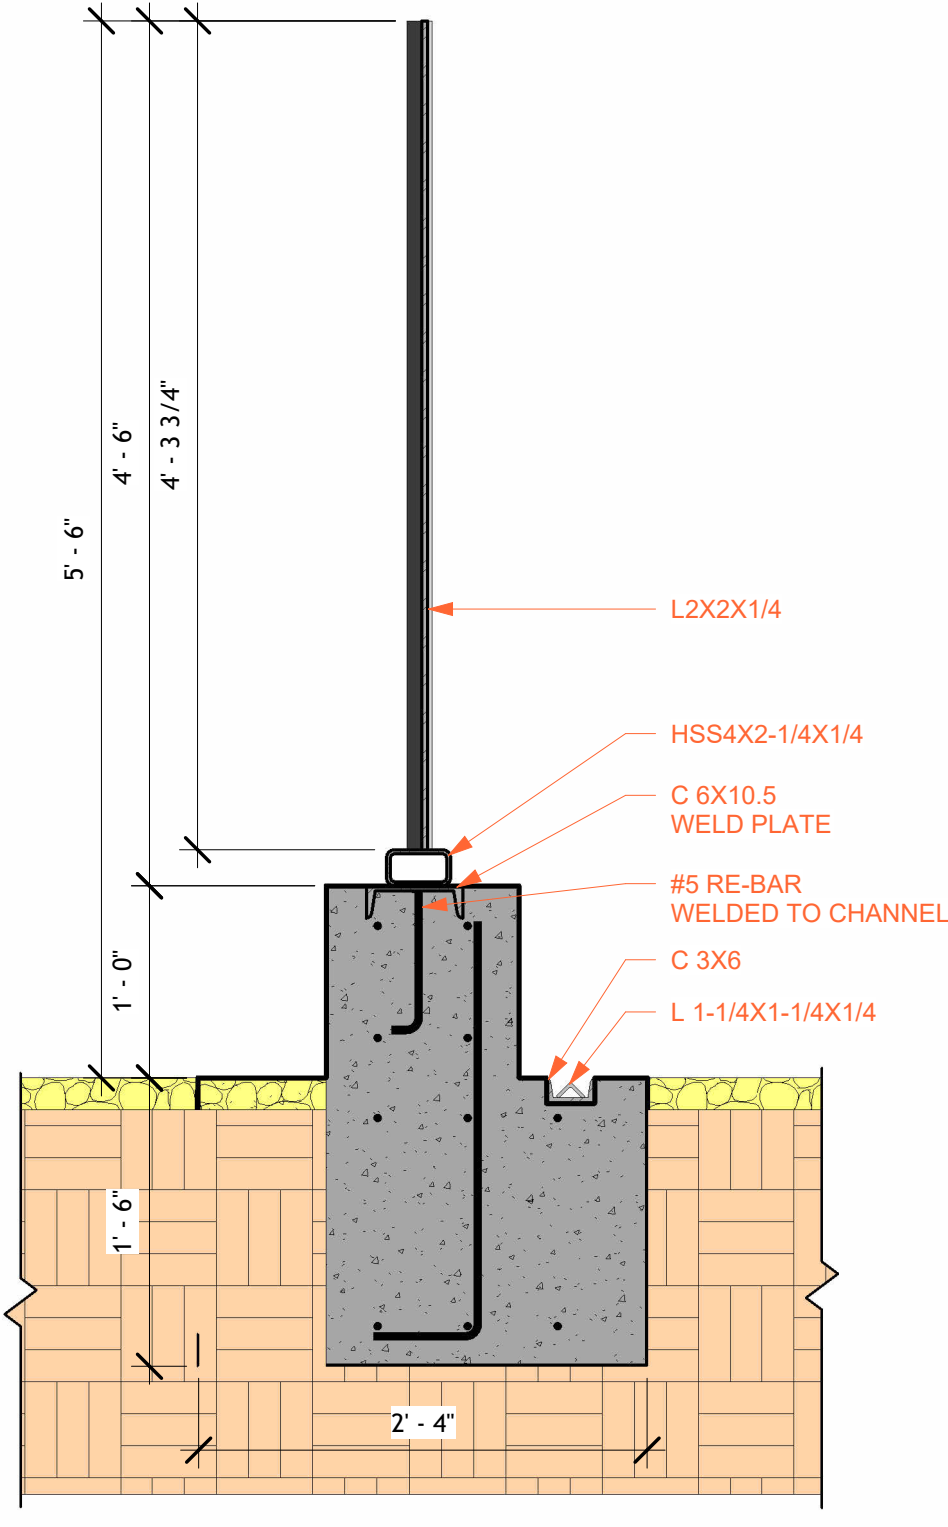 5' - 6"
4' - 6"
4' - 3 3/4"
L2X2X1/4
HSS4X2-1/4X1/4
C 6X10.5
WELD PLATE
#5 RE-BAR
WELDED TO CHANNEL
1' - 0"
C 3X6
L 1-1/4X1-1/4X1/4
1' - 6"
2' - 4"